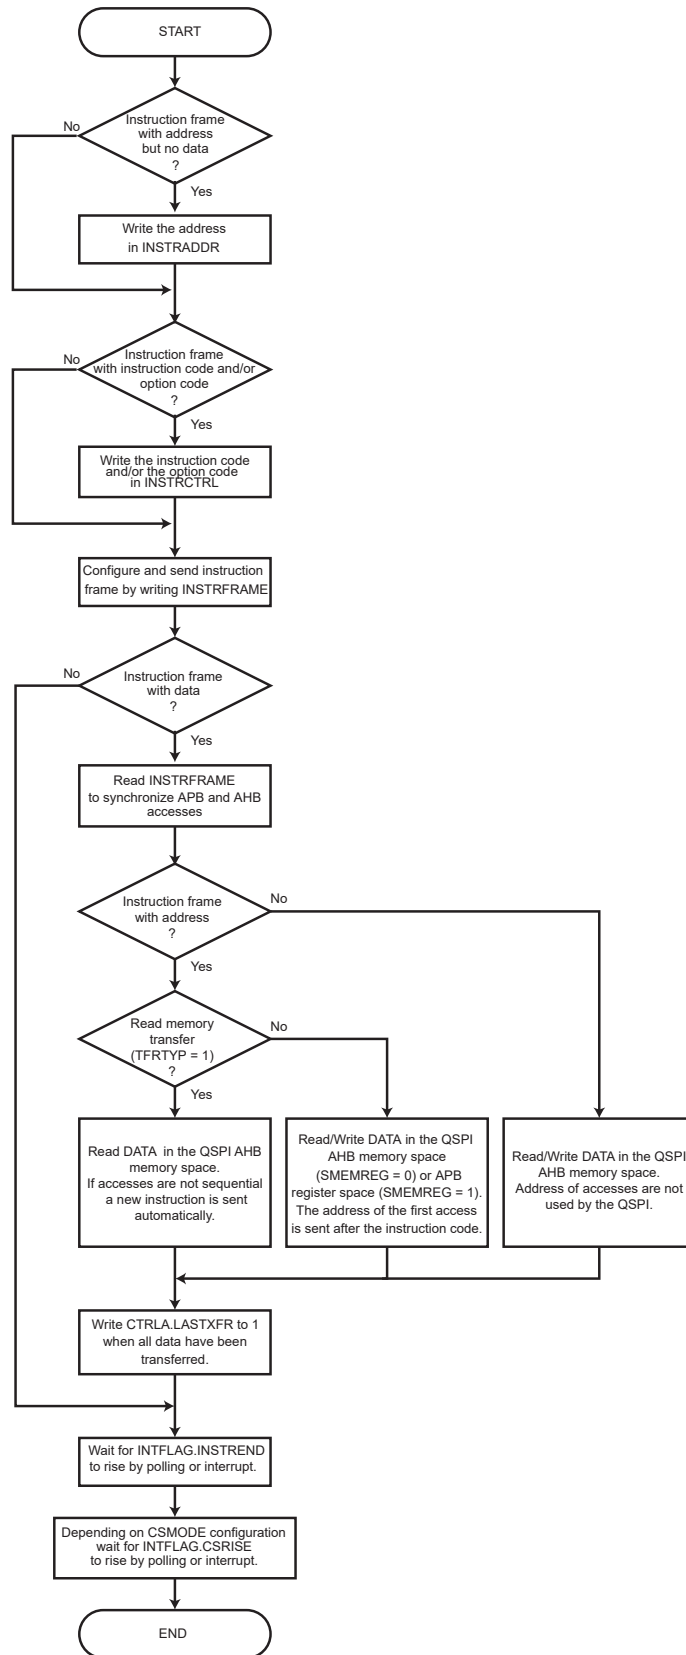 START
Instruction frame
with address
but no data
?
No
Yes
Write the address
in INSTRADDR
Instruction frame
with instruction code and/or
option code
?
No
Yes
Write the instruction code
and/or the option code
in INSTRCTRL
Configure and send instruction
frame by writing INSTRFRAME
Instruction frame
with data
?
No
Yes
Read INSTRFRAME
to synchronize APB and AHB
accesses
Instruction frame
with address
?
No
Yes
Read memory
transfer
(TFRTYP = 1)
?
No
Yes
Read DATA in the QSPI AHB
memory space.
If accesses are not sequential
a new instruction is sent
automatically.
Read/Write DATA in the QSPI
AHB memory space
(SMEMREG = 0) or APB
register space (SMEMREG = 1).
The address of the first access
is sent after the instruction code.
Read/Write DATA in the QSPI
AHB memory space.
Address of accesses are not
used by the QSPI.
Write CTRLA.LASTXFR to 1
when all data have been
transferred.
Wait for INTFLAG.INSTREND
to rise by polling or interrupt.
Depending on CSMODE configuration
wait for INTFLAG.CSRISE
to rise by polling or interrupt.
END